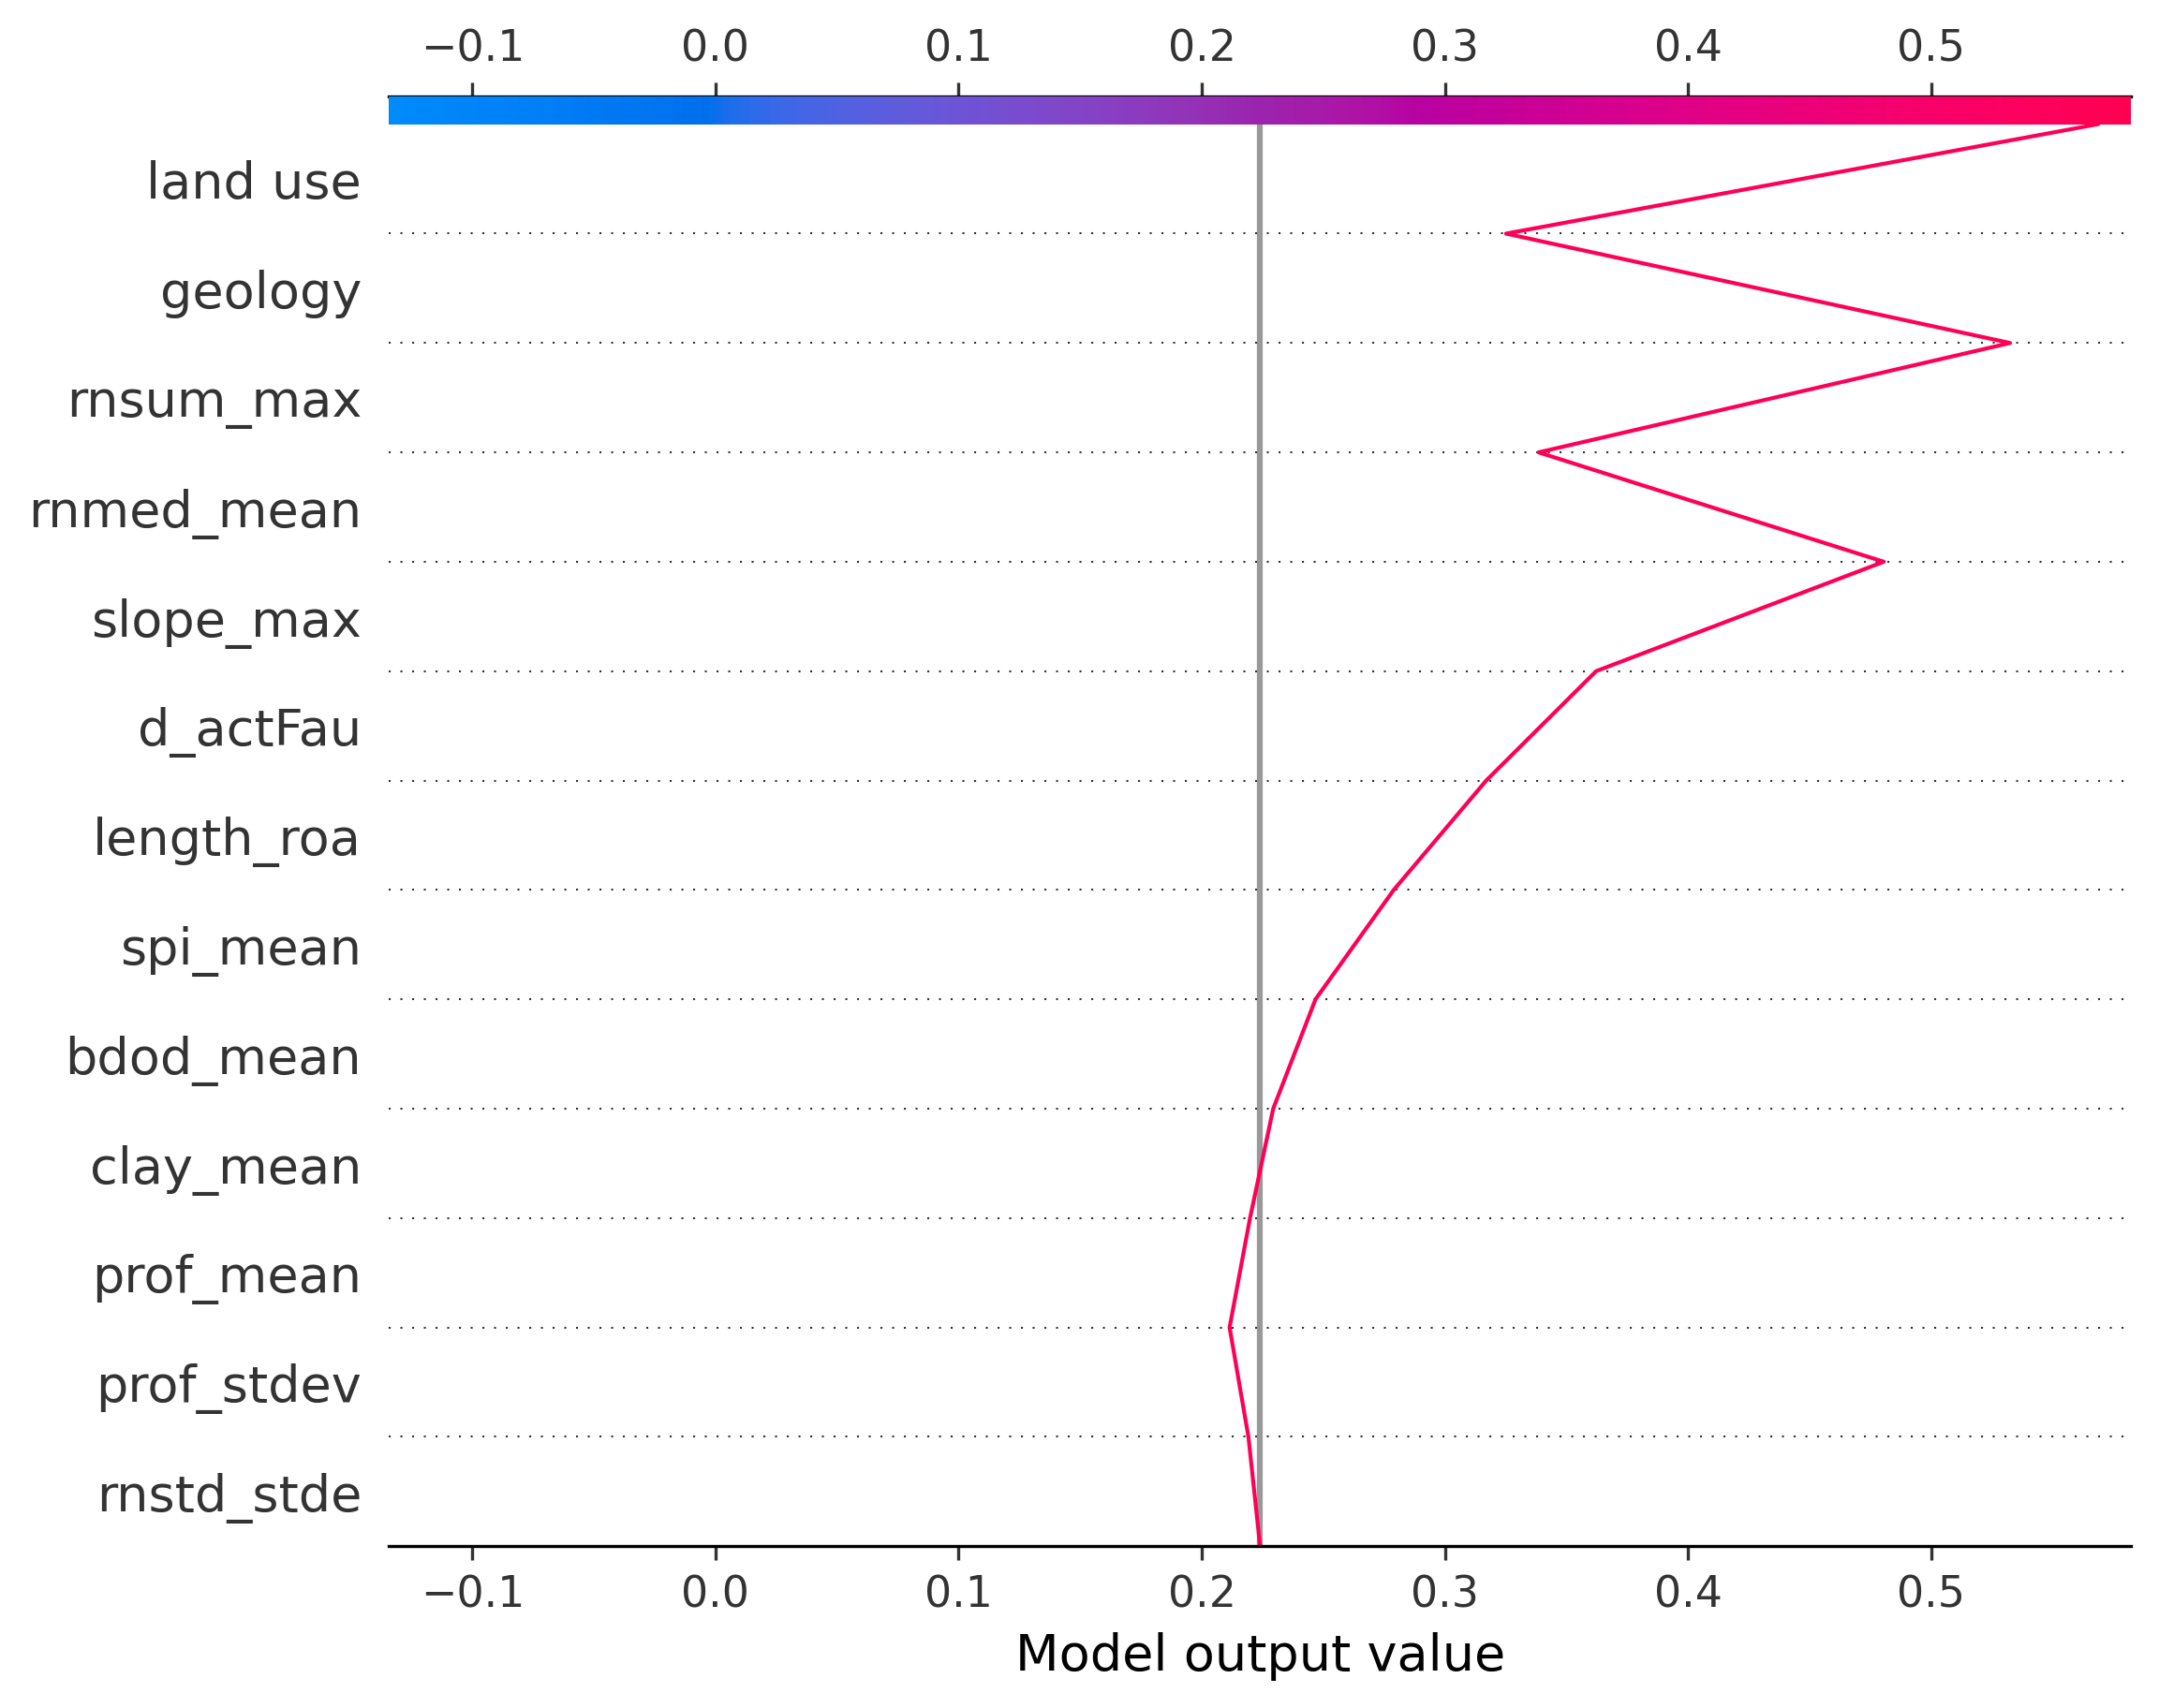 −0.1 0.0 0.1 0.2 0.3 0.4 0.5
land use
geology
rnsum_max
rnmed_mean
slope_max
d_actFau
length_roa
spi_mean
bdod_mean
clay_mean
prof_mean
prof_stdev
rnstd_stde
−0.1 0.0 0.1 0.2 0.3 0.4 0.5
Model output value